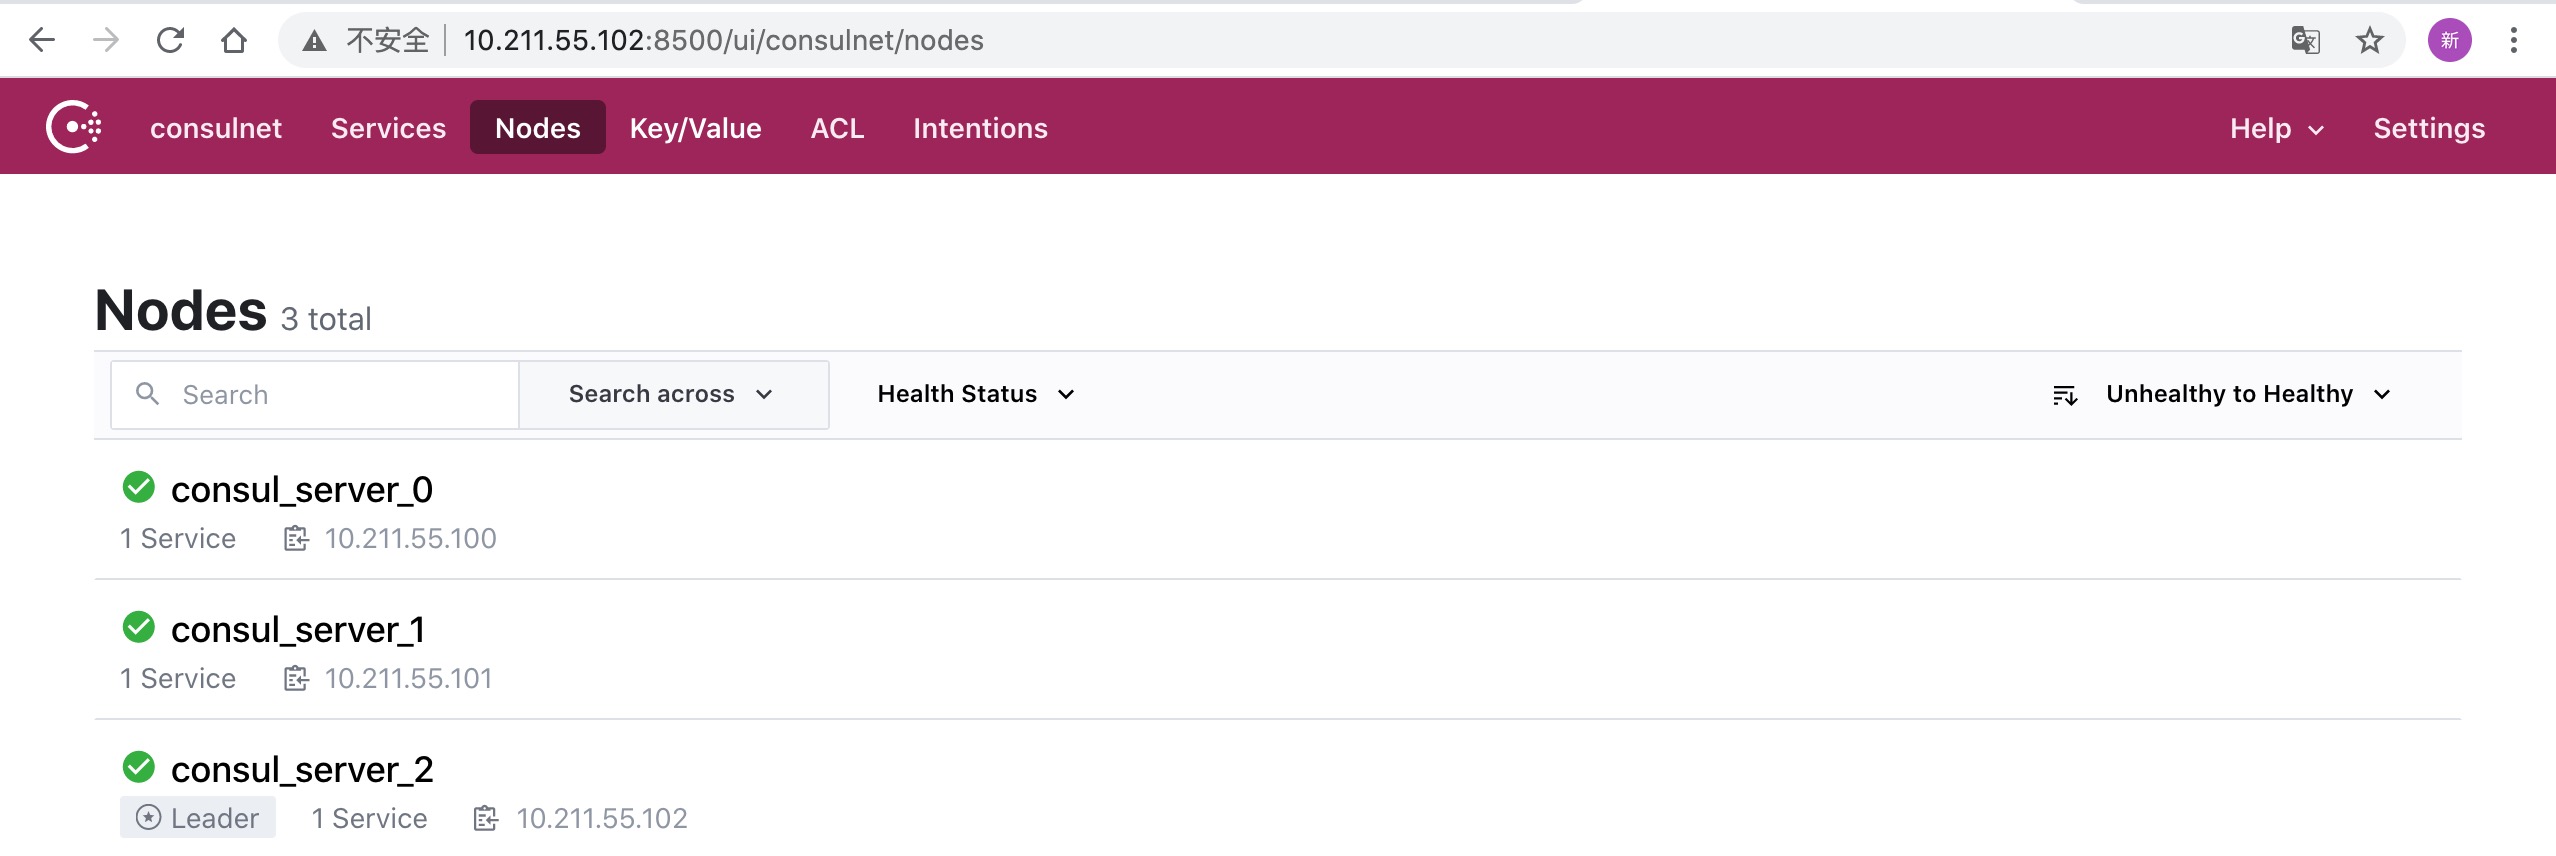 不安全 10.211.55.102:8500/ui/consulnet/nodes 新
consulnet Services Nodes Key/Value ACL Intentions Help Settings
Nodes 3 total
Search Search across Health Status Unhealthy to Healthy
consul_server_0
1 Service 10.211.55.100
consul_server_1
1 Service 10.211.55.101
consul_server_2
Leader 1 Service 10.211.55.102